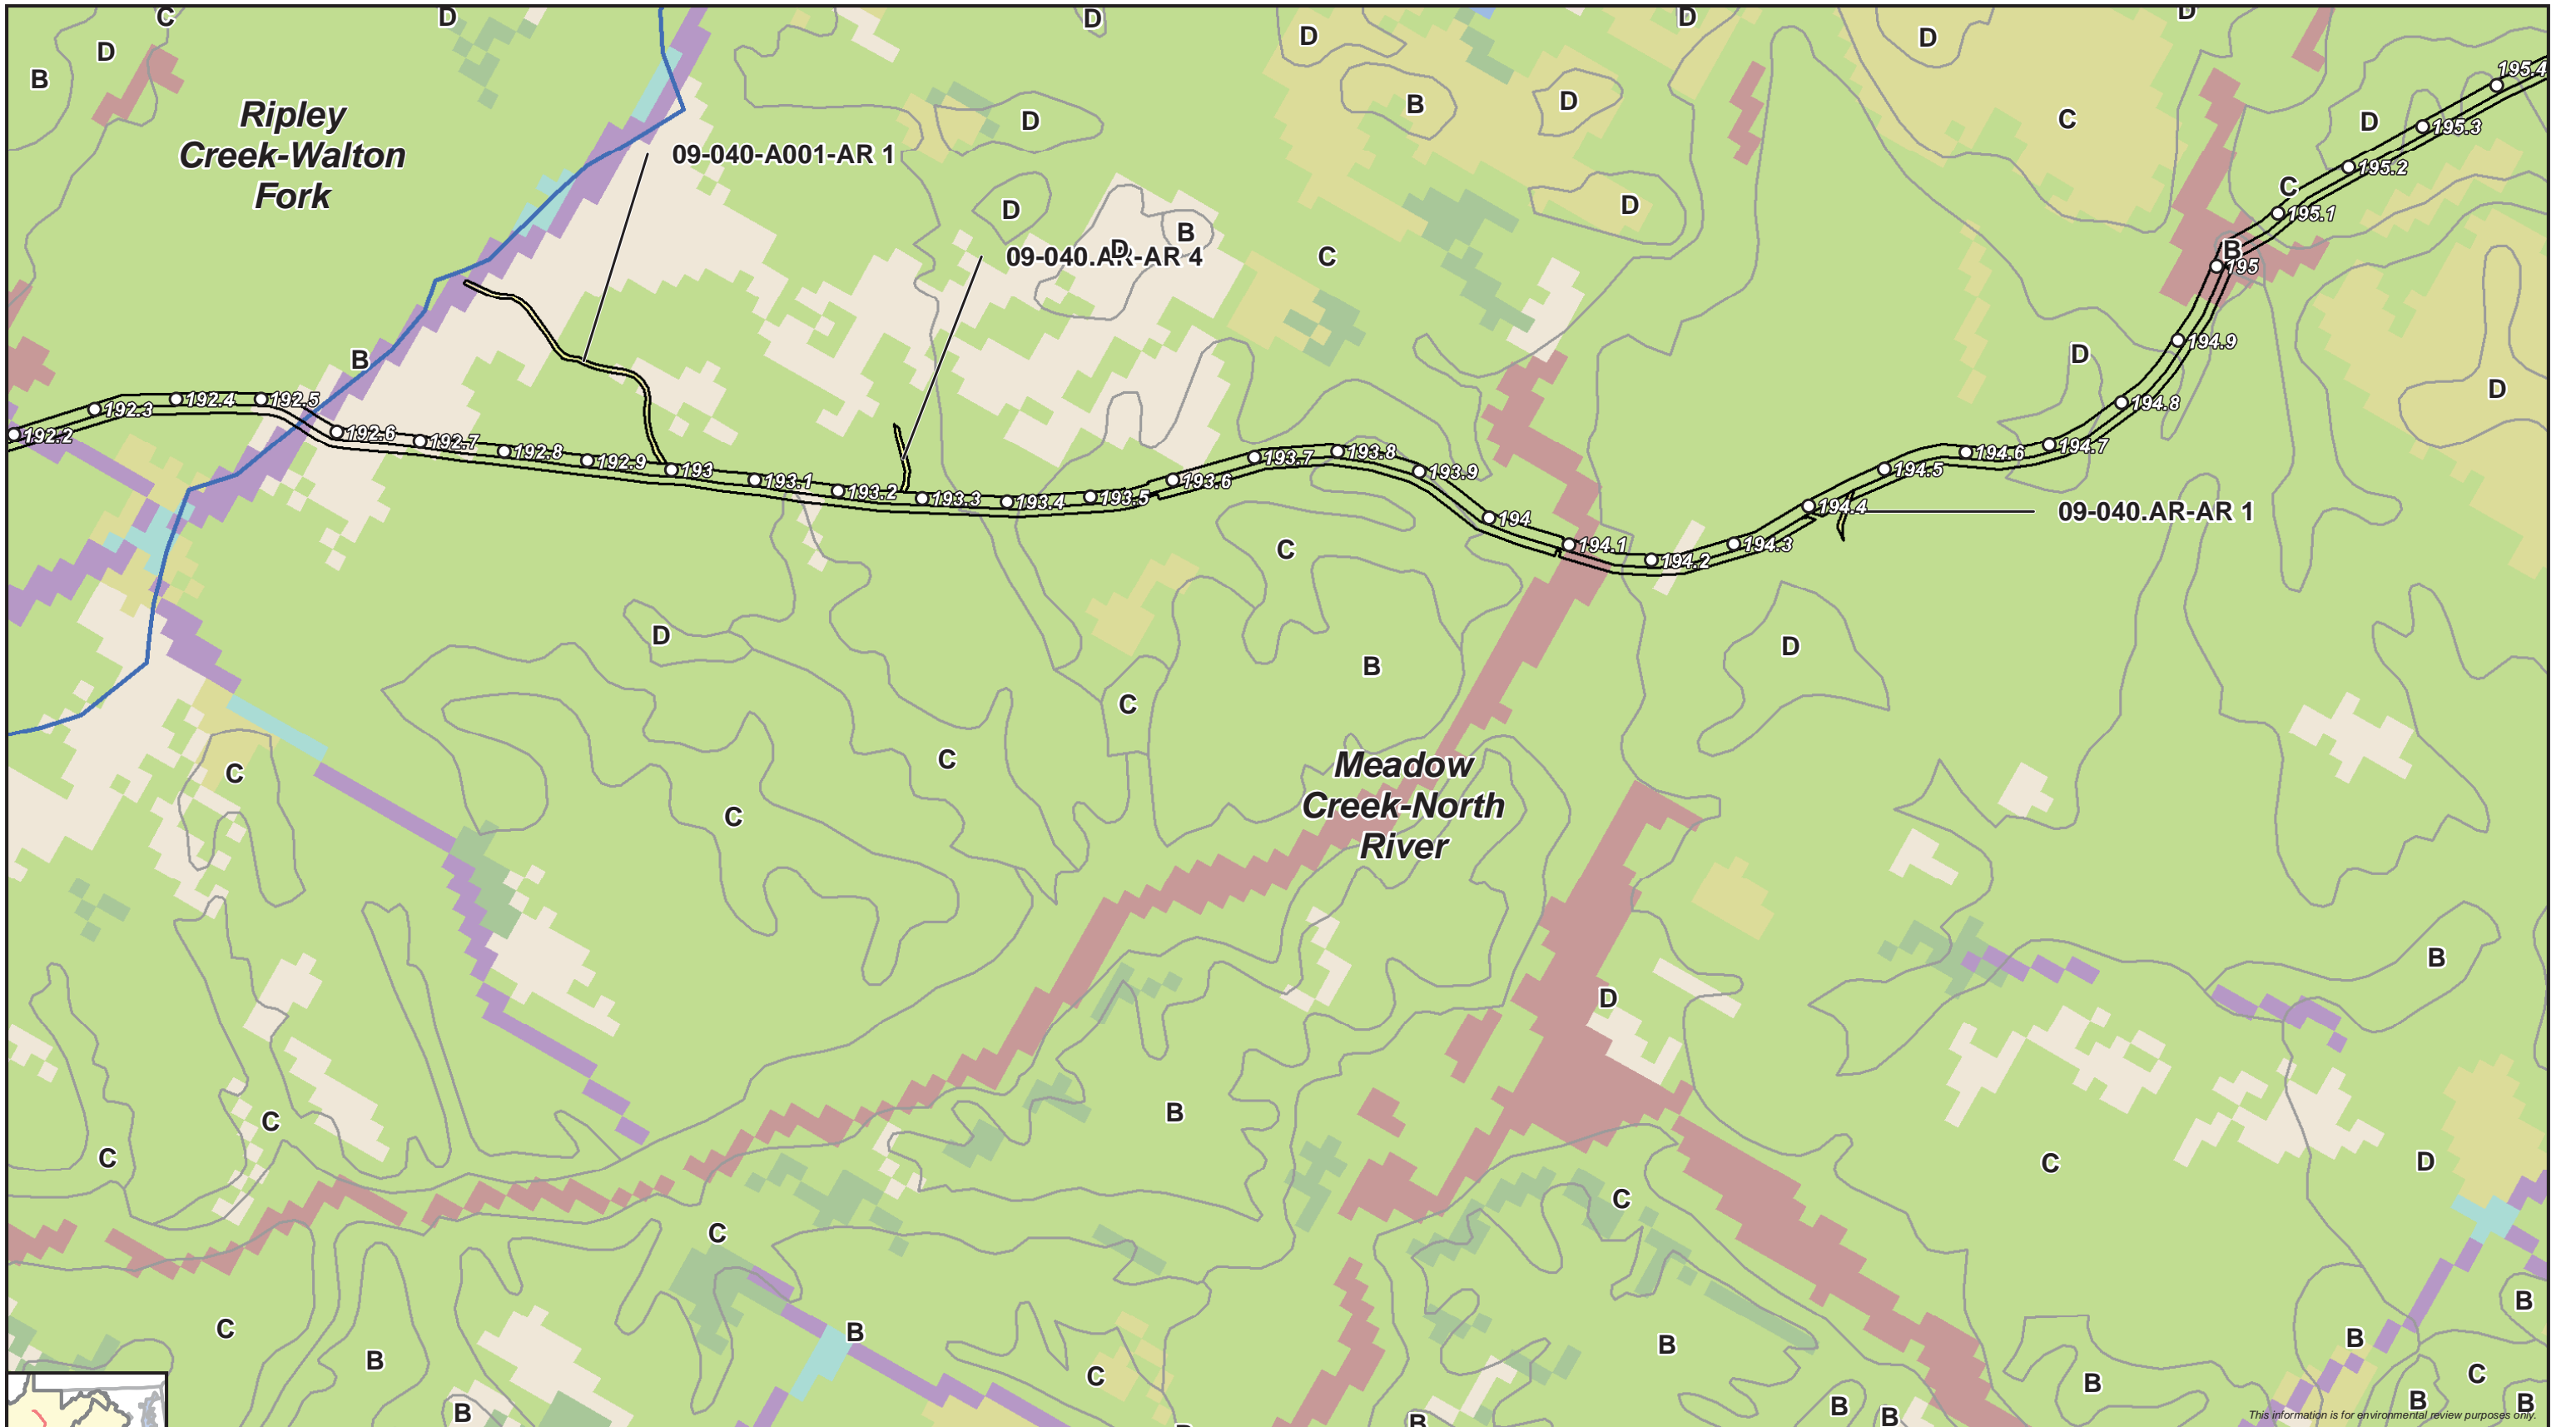 C
D
D
D
D
D
D
D
B
B
D
D
C
D
195.4
195.3
195.2
C
195.1
B
195
Ripley
Creek-Walton
Fork
09-040-A001-AR 1
D
D
B
D
09-040.AR-AR 4
C
D
B
192.2
192.3
192.4
192.5
192.6
192.7
192.8
192.9
193
193.1
193.2
193.3
193.4
193.5
193.6
193.7
193.8
193.9
194
194.1
194.2
194.3
194.4
194.5
194.6
194.7
194.8
194.9
D
D
09-040.AR-AR 1
C
D
B
D
C
C
C
C
Meadow
Creek-North
River
B
D
C
C
B
C
D
C
C
C
B
B
C
B
B
B
C
B
B
B
B
B
B
B
B
This information is for environmental review purposes only.